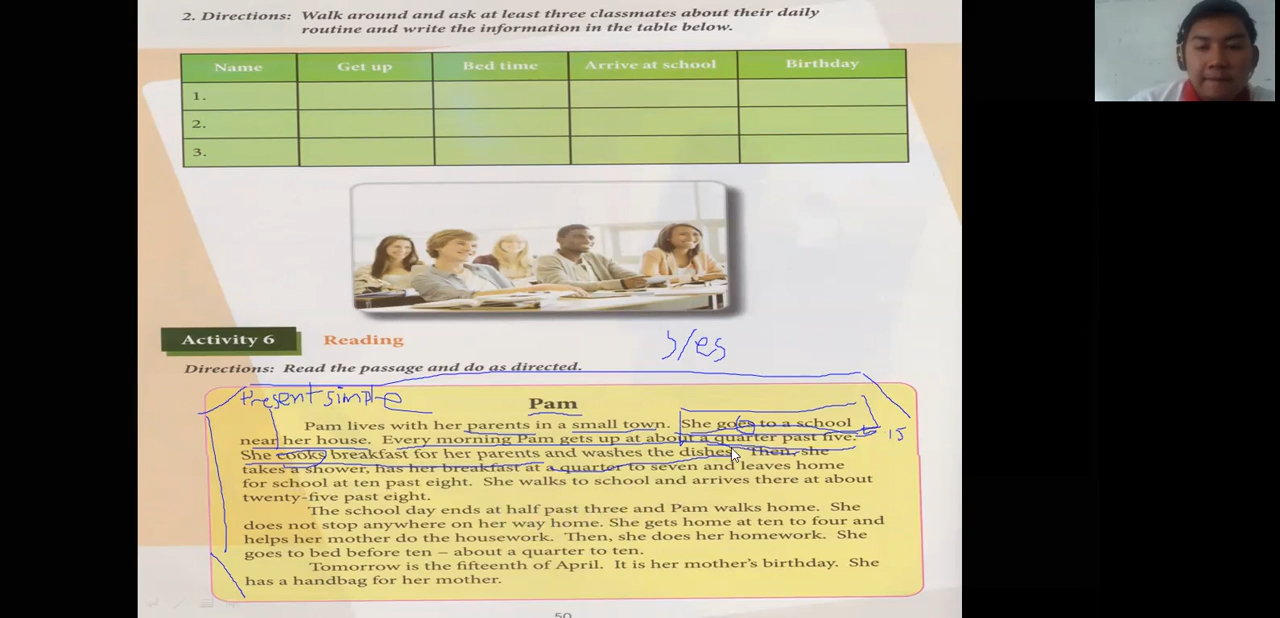 2. Directions: Walk around and ask at least three classmates about their daily
routine and write the information in the table below.
Name Get up Bed time Arrive at school Birthday
1.
2.
3.
s/es
Activity 6 Reading
Directions: Read the passage and do as directed.
Present simple
Pam
Pam lives with her parents in a small town. She goes to a school
near her house. Every morning Pam gets up at about a quarter past five.
15
She cooks breakfast for her parents and washes the dishes. Then, she
takes a shower, has her breakfast at a quarter to seven and leaves home
for school at ten past eight. She walks to school and arrives there at about
twenty-five past eight.
The school day ends at half past three and Pam walks home. She
does not stop anywhere on her way home. She gets home at ten to four and
helps her mother do the housework. Then, she does her homework. She
goes to bed before ten – about a quarter to ten.
Tomorrow is the fifteenth of April. It is her mother's birthday. She
has a handbag for her mother.
50